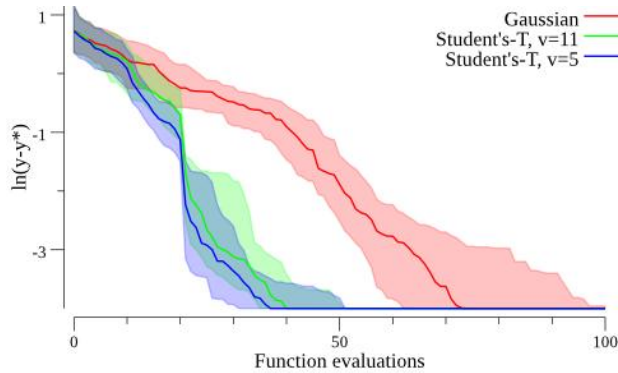 1
-1
-3
ln(y-y*)
Gaussian
Student's-T, v=11
Student's-T, v=5
0
50
100
Function evaluations